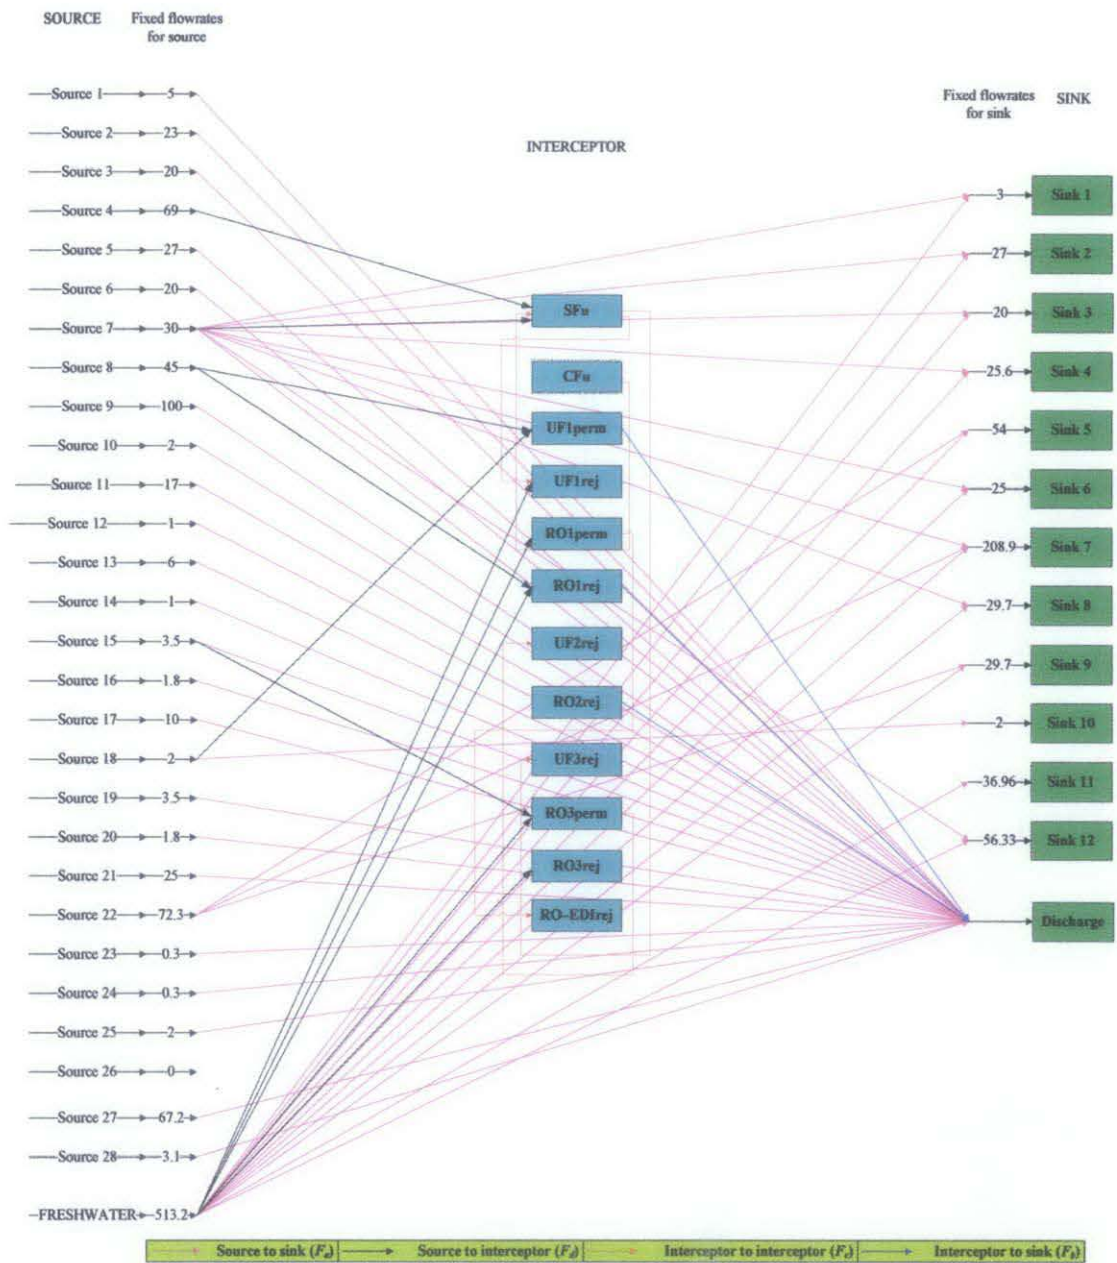 SOURCE Fixed flowrates
for source
Fixed flowrates SINK
for sink
INTERCEPTOR
Source 1 5
Source 2 23
Source 3 20
Source 4 69
Source 5 27
Source 6 20
Source 7 30
Source 8 45
Source 9 100
Source 10 2
Source 11 17
Source 12 1
Source 13 6
Source 14 1
Source 15 3.5
Source 16 1.8
Source 17 10
Source 18 2
Source 19 3.5
Source 20 1.8
Source 21 25
Source 22 72.3
Source 23 0.3
Source 24 0.3
Source 25 2
Source 26 0
Source 27 67.2
Source 28 3.1
FRESHWATER 513.2
SFu
CFu
UF1perm
UF1rej
RO1perm
RO1rej
UF2rej
RO2rej
UF3rej
RO3perm
RO3rej
RO-EDIrej
3 Sink 1
27 Sink 2
20 Sink 3
25.6 Sink 4
54 Sink 5
25 Sink 6
208.9 Sink 7
29.7 Sink 8
29.7 Sink 9
2 Sink 10
36.96 Sink 11
56.33 Sink 12
Discharge
Source to sink (Fa) Source to interceptor (Fd) Interceptor to interceptor (Fc) Interceptor to sink (Fb)